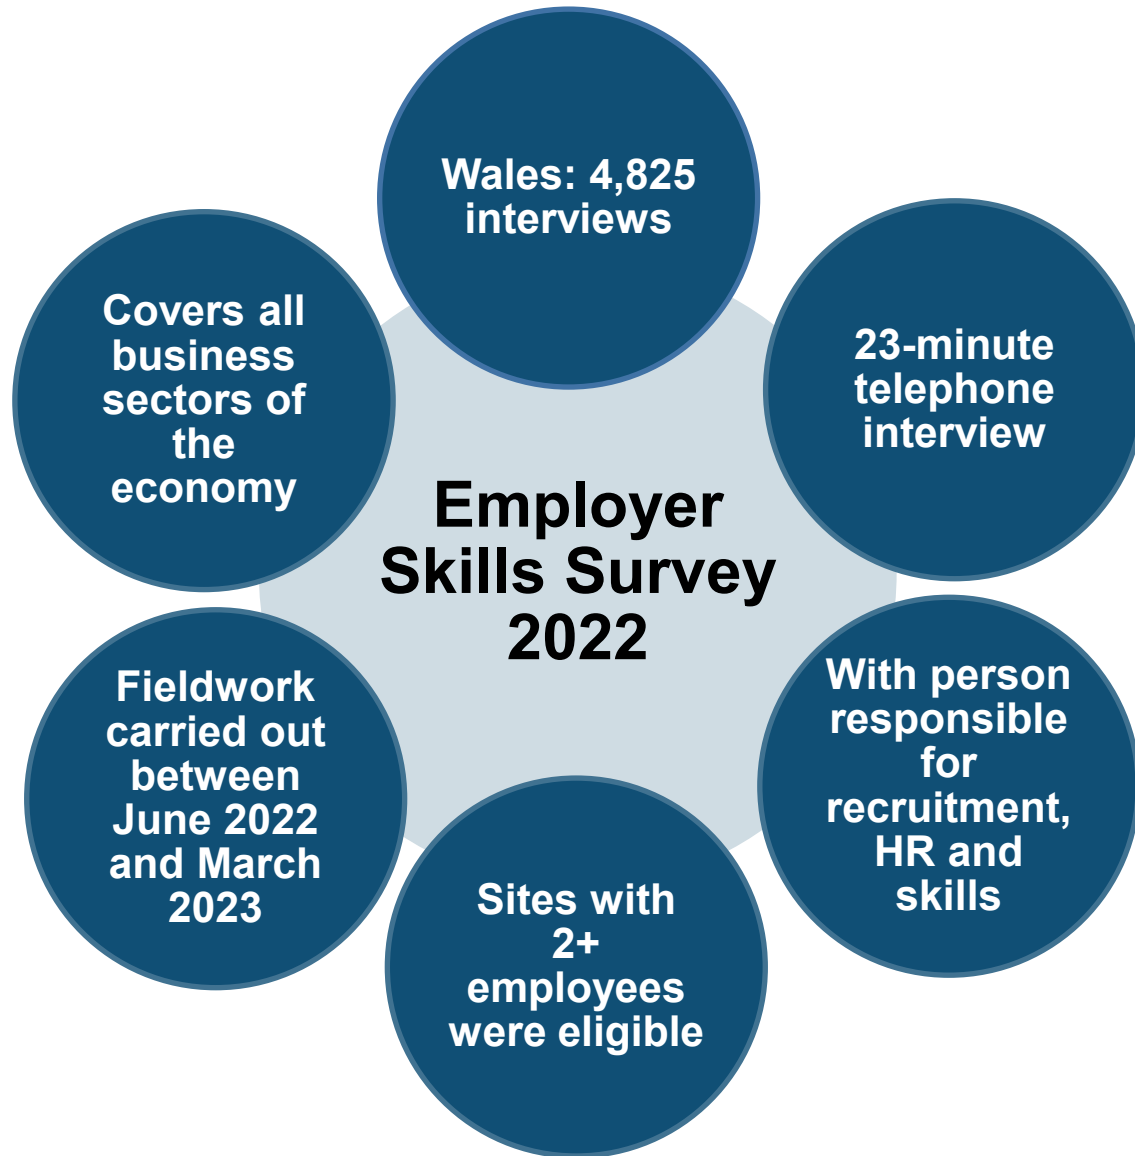 Wales: 4,825
interviews
23-minute
telephone
interview
With person
responsible
for
recruitment,
HR and
skills
Sites with
2+
employees
were eligible
Fieldwork
carried out
between
June 2022
and March
2023
Covers all
business
sectors of
the
economy
Employer
Skills Survey
2022